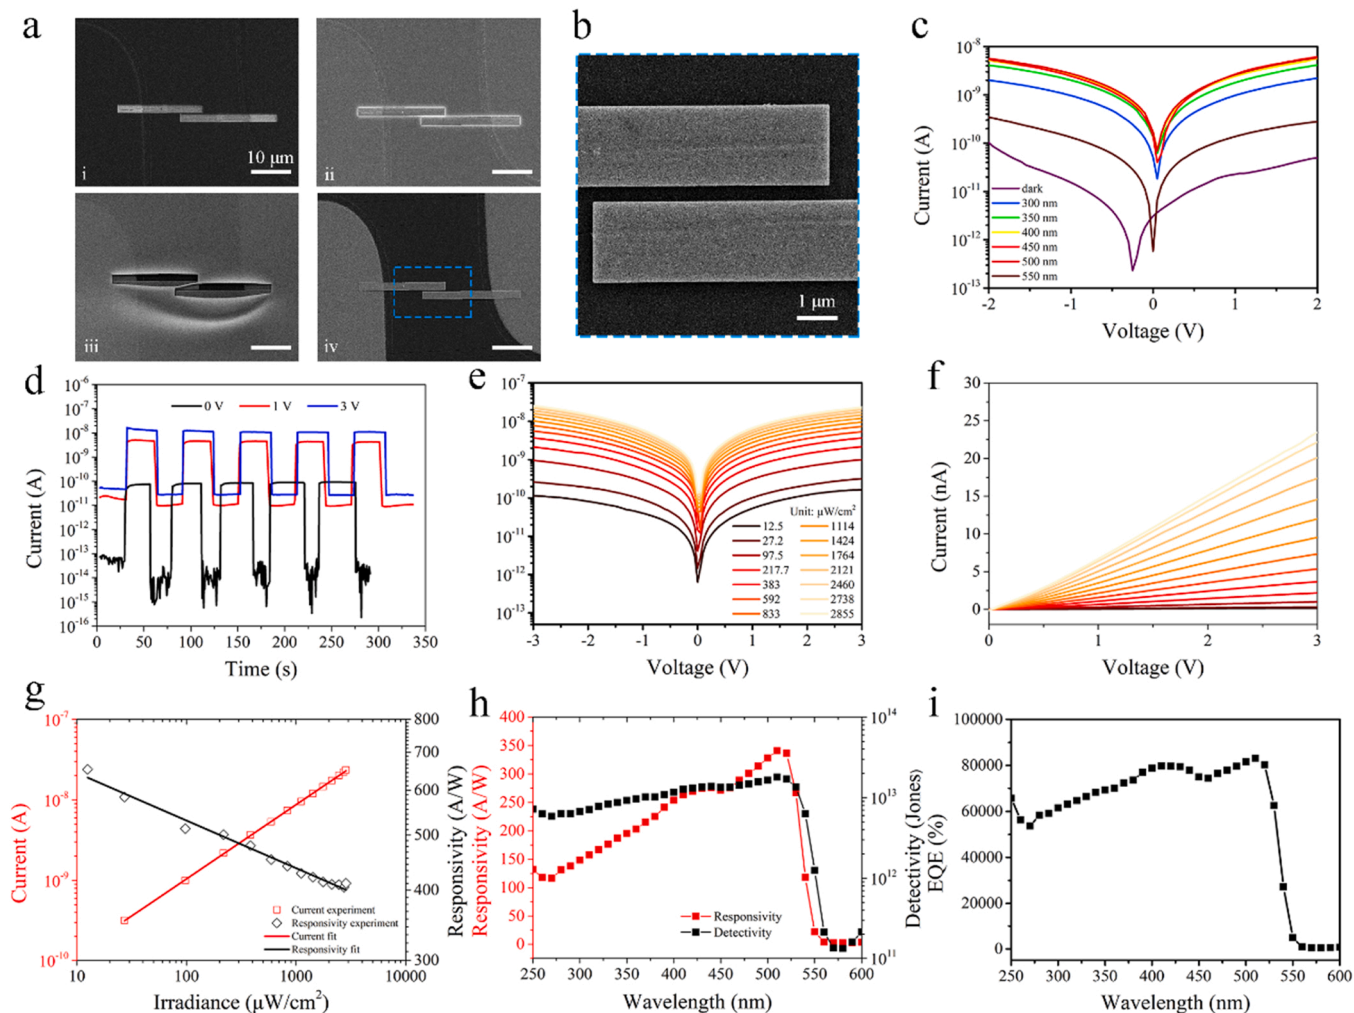 a
i
10 μm
ii
iii
iv
b
1 μm
c
Current (A)
10⁻⁸
10⁻⁹
10⁻¹⁰
10⁻¹¹
10⁻¹²
10⁻¹³
dark
300 nm
350 nm
400 nm
450 nm
500 nm
550 nm
-2 -1 0 1 2
Voltage (V)
d
Current (A)
10⁻⁶
10⁻⁷
10⁻⁸
10⁻⁹
10⁻¹⁰
10⁻¹¹
10⁻¹²
10⁻¹³
10⁻¹⁴
10⁻¹⁵
10⁻¹⁶
0 V 1 V 3 V
0 50 100 150 200 250 300 350
Time (s)
e
Current (A)
10⁻⁷
10⁻⁸
10⁻⁹
10⁻¹⁰
10⁻¹¹
10⁻¹²
10⁻¹³
Unit: μW/cm²
12.5 1114
27.2 1424
97.5 1764
217.7 2121
383 2460
592 2738
833 2855
-3 -2 -1 0 1 2 3
Voltage (V)
f
Current (nA)
30
25
20
15
10
5
0
0 1 2 3
Voltage (V)
g
Current (A)
10⁻⁷
10⁻⁸
10⁻⁹
10⁻¹⁰
Current experiment
Responsivity experiment
Current fit
Responsivity fit
800
700
600
500
400
300
Responsivity (A/W)
10 100 1000 10000
Irradiance (μW/cm²)
h
Responsivity (A/W)
400
350
300
250
200
150
100
50
0
Responsivity
Detectivity
10¹⁴
10¹³
10¹²
10¹¹
Detectivity (Jones)
250 300 350 400 450 500 550 600
Wavelength (nm)
i
EQE (%)
100000
80000
60000
40000
20000
0
250 300 350 400 450 500 550 600
Wavelength (nm)